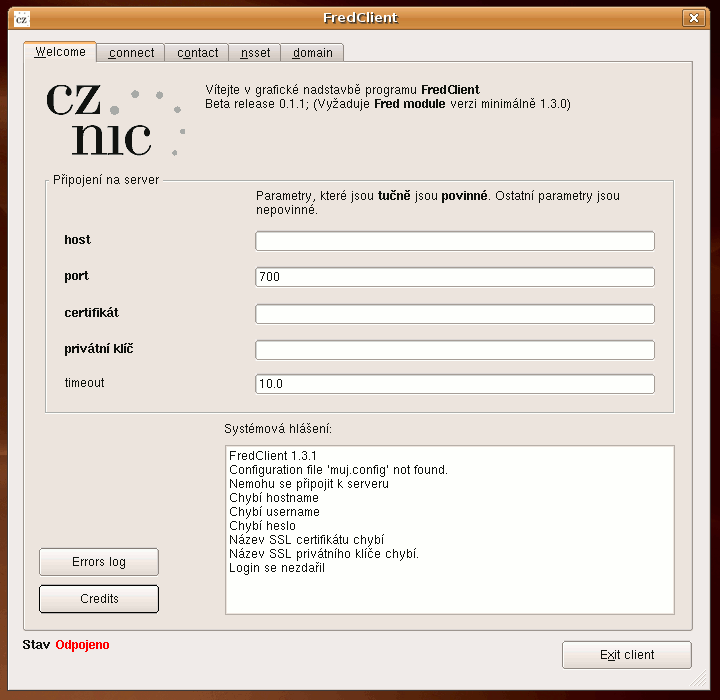 cz
FredClient
Welcome
connect
contact
nsset
domain
cz
nic
Vítejte v grafické nadstavbě programu FredClient
Beta release 0.1.1; (Vyžaduje Fred module verzi minimálně 1.3.0)
Připojení na server
Parametry, které jsou tučně jsou povinné. Ostatní parametry jsou
nepovinné.
host
port
700
certifikát
privátní klíč
timeout
10.0
Systémová hlášení:
FredClient 1.3.1
Configuration file 'muj.config' not found.
Nemohu se připojit k serveru
Chybí hostname
Chybí username
Chybí heslo
Název SSL certifikátu chybí
Název SSL privátního klíče chybí.
Login se nezdařil
Errors log
Credits
Stav Odpojeno
Exit client